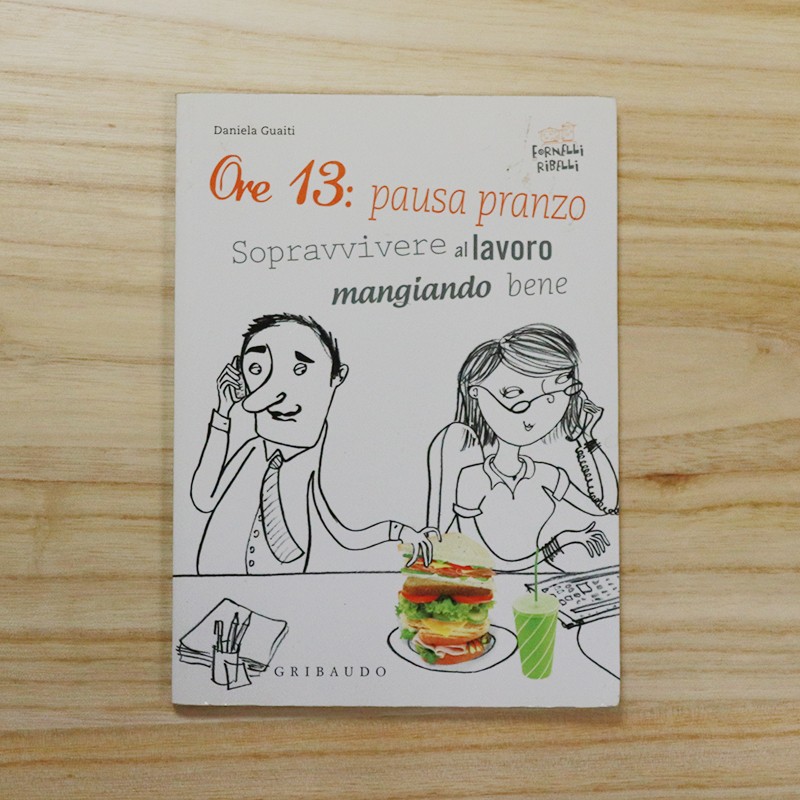 Daniela Guaiti
FORNELLI
RIBELLI
Ore 13: pausa pranzo
Sopravvivere al lavoro
mangiando bene
GRIBAUDO